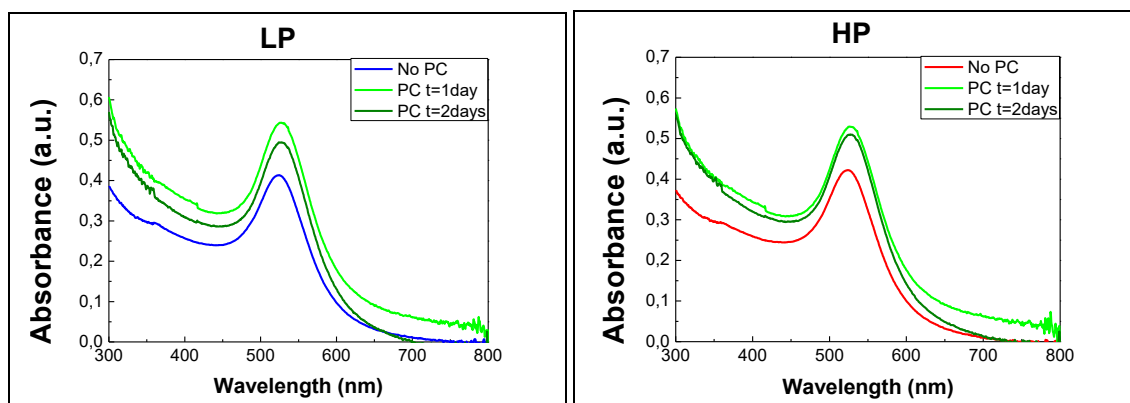 LP
No PC
PC t=1day
PC t=2days
0,7
0,6
0,5
0,4
0,3
0,2
0,1
0,0
Absorbance (a.u.)
300 400 500 600 700 800
Wavelength (nm)
HP
No PC
PC t=1day
PC t=2days
0,7
0,6
0,5
0,4
0,3
0,2
0,1
0,0
Absorbance (a.u.)
300 400 500 600 700 800
Wavelength (nm)